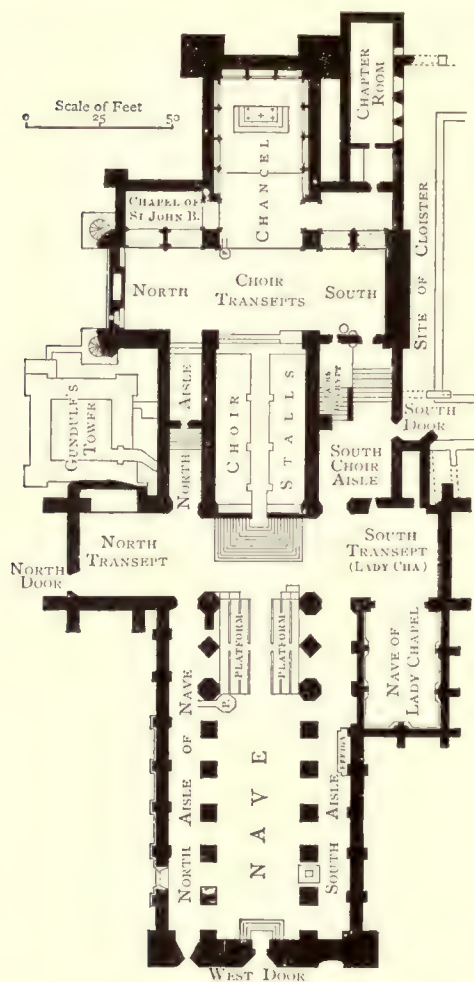 CHAPTER
ROOM
Scale of Feet
0 25 50
CHAPEL OF
ST JOHN B.
CHANCEL
NORTH CHOIR SOUTH
TRANSEPTS
SITE OF CLOISTER
GUNDULF'S
TOWER
NORTH AISLE
CHOIR STALLS
CRYPT
SOUTH
DOOR
SOUTH
CHOIR
AISLE
NORTH
TRANSEPT
NORTH
DOOR
SOUTH
TRANSEPT
(LADY CHA)
NAVE OF
LADY CHAPEL
PLATFORM
PLATFORM
P.
NORTH AISLE OF NAVE
NAVE
SOUTH AISLE
WEST DOOR